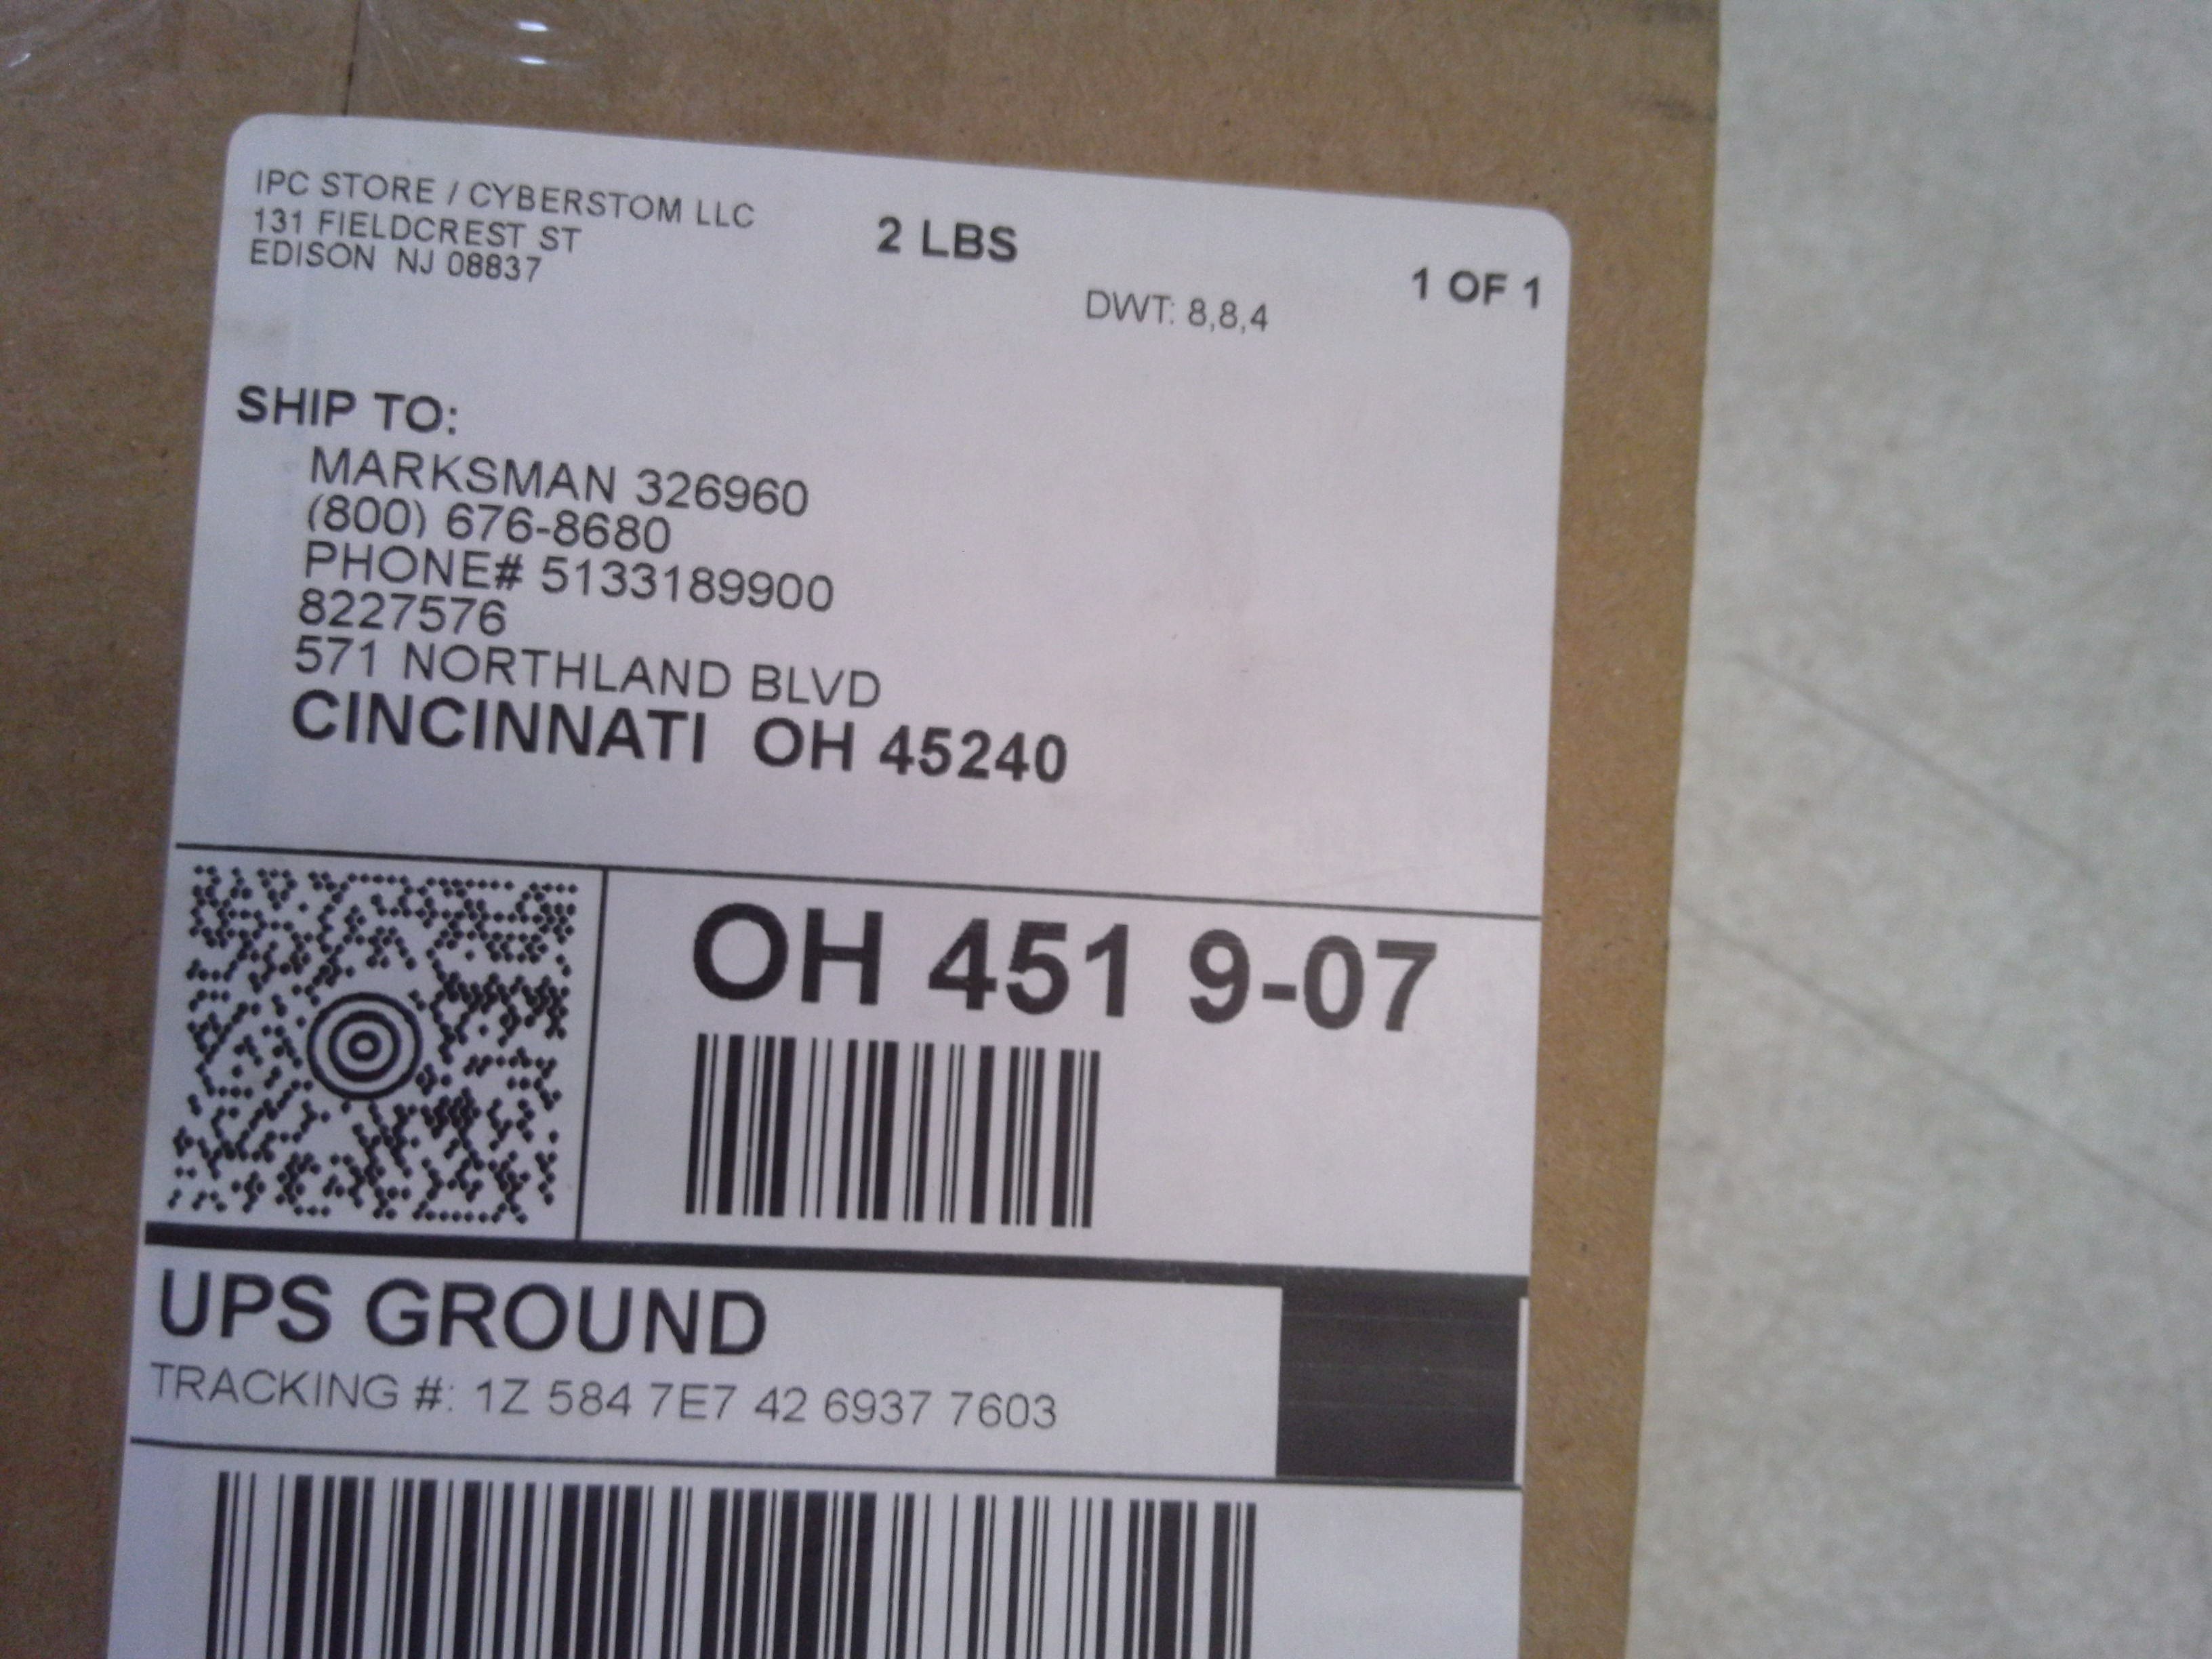 IPC STORE / CYBERSTOM LLC
131 FIELDCREST ST
EDISON NJ 08837
2 LBS
DWT: 8,8,4
1 OF 1
SHIP TO:
MARKSMAN 326960
(800) 676-8680
PHONE# 5133189900
8227576
571 NORTHLAND BLVD
CINCINNATI OH 45240
OH 451 9-07
UPS GROUND
TRACKING #: 1Z 584 7E7 42 6937 7603